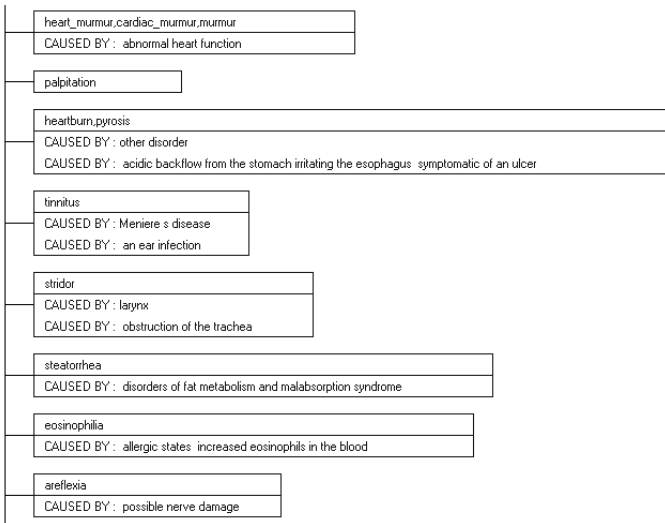 heart_murmur,cardiac_murmur,murmur
CAUSED BY : abnormal heart function
palpitation
heartburn,pyrosis
CAUSED BY : other disorder
CAUSED BY : acidic backflow from the stomach irritating the esophagus symptomatic of an ulcer
tinnitus
CAUSED BY : Meniere s disease
CAUSED BY : an ear infection
stridor
CAUSED BY : larynx
CAUSED BY : obstruction of the trachea
steatorrhea
CAUSED BY : disorders of fat metabolism and malabsorption syndrome
eosinophilia
CAUSED BY : allergic states increased eosinophils in the blood
areflexia
CAUSED BY : possible nerve damage